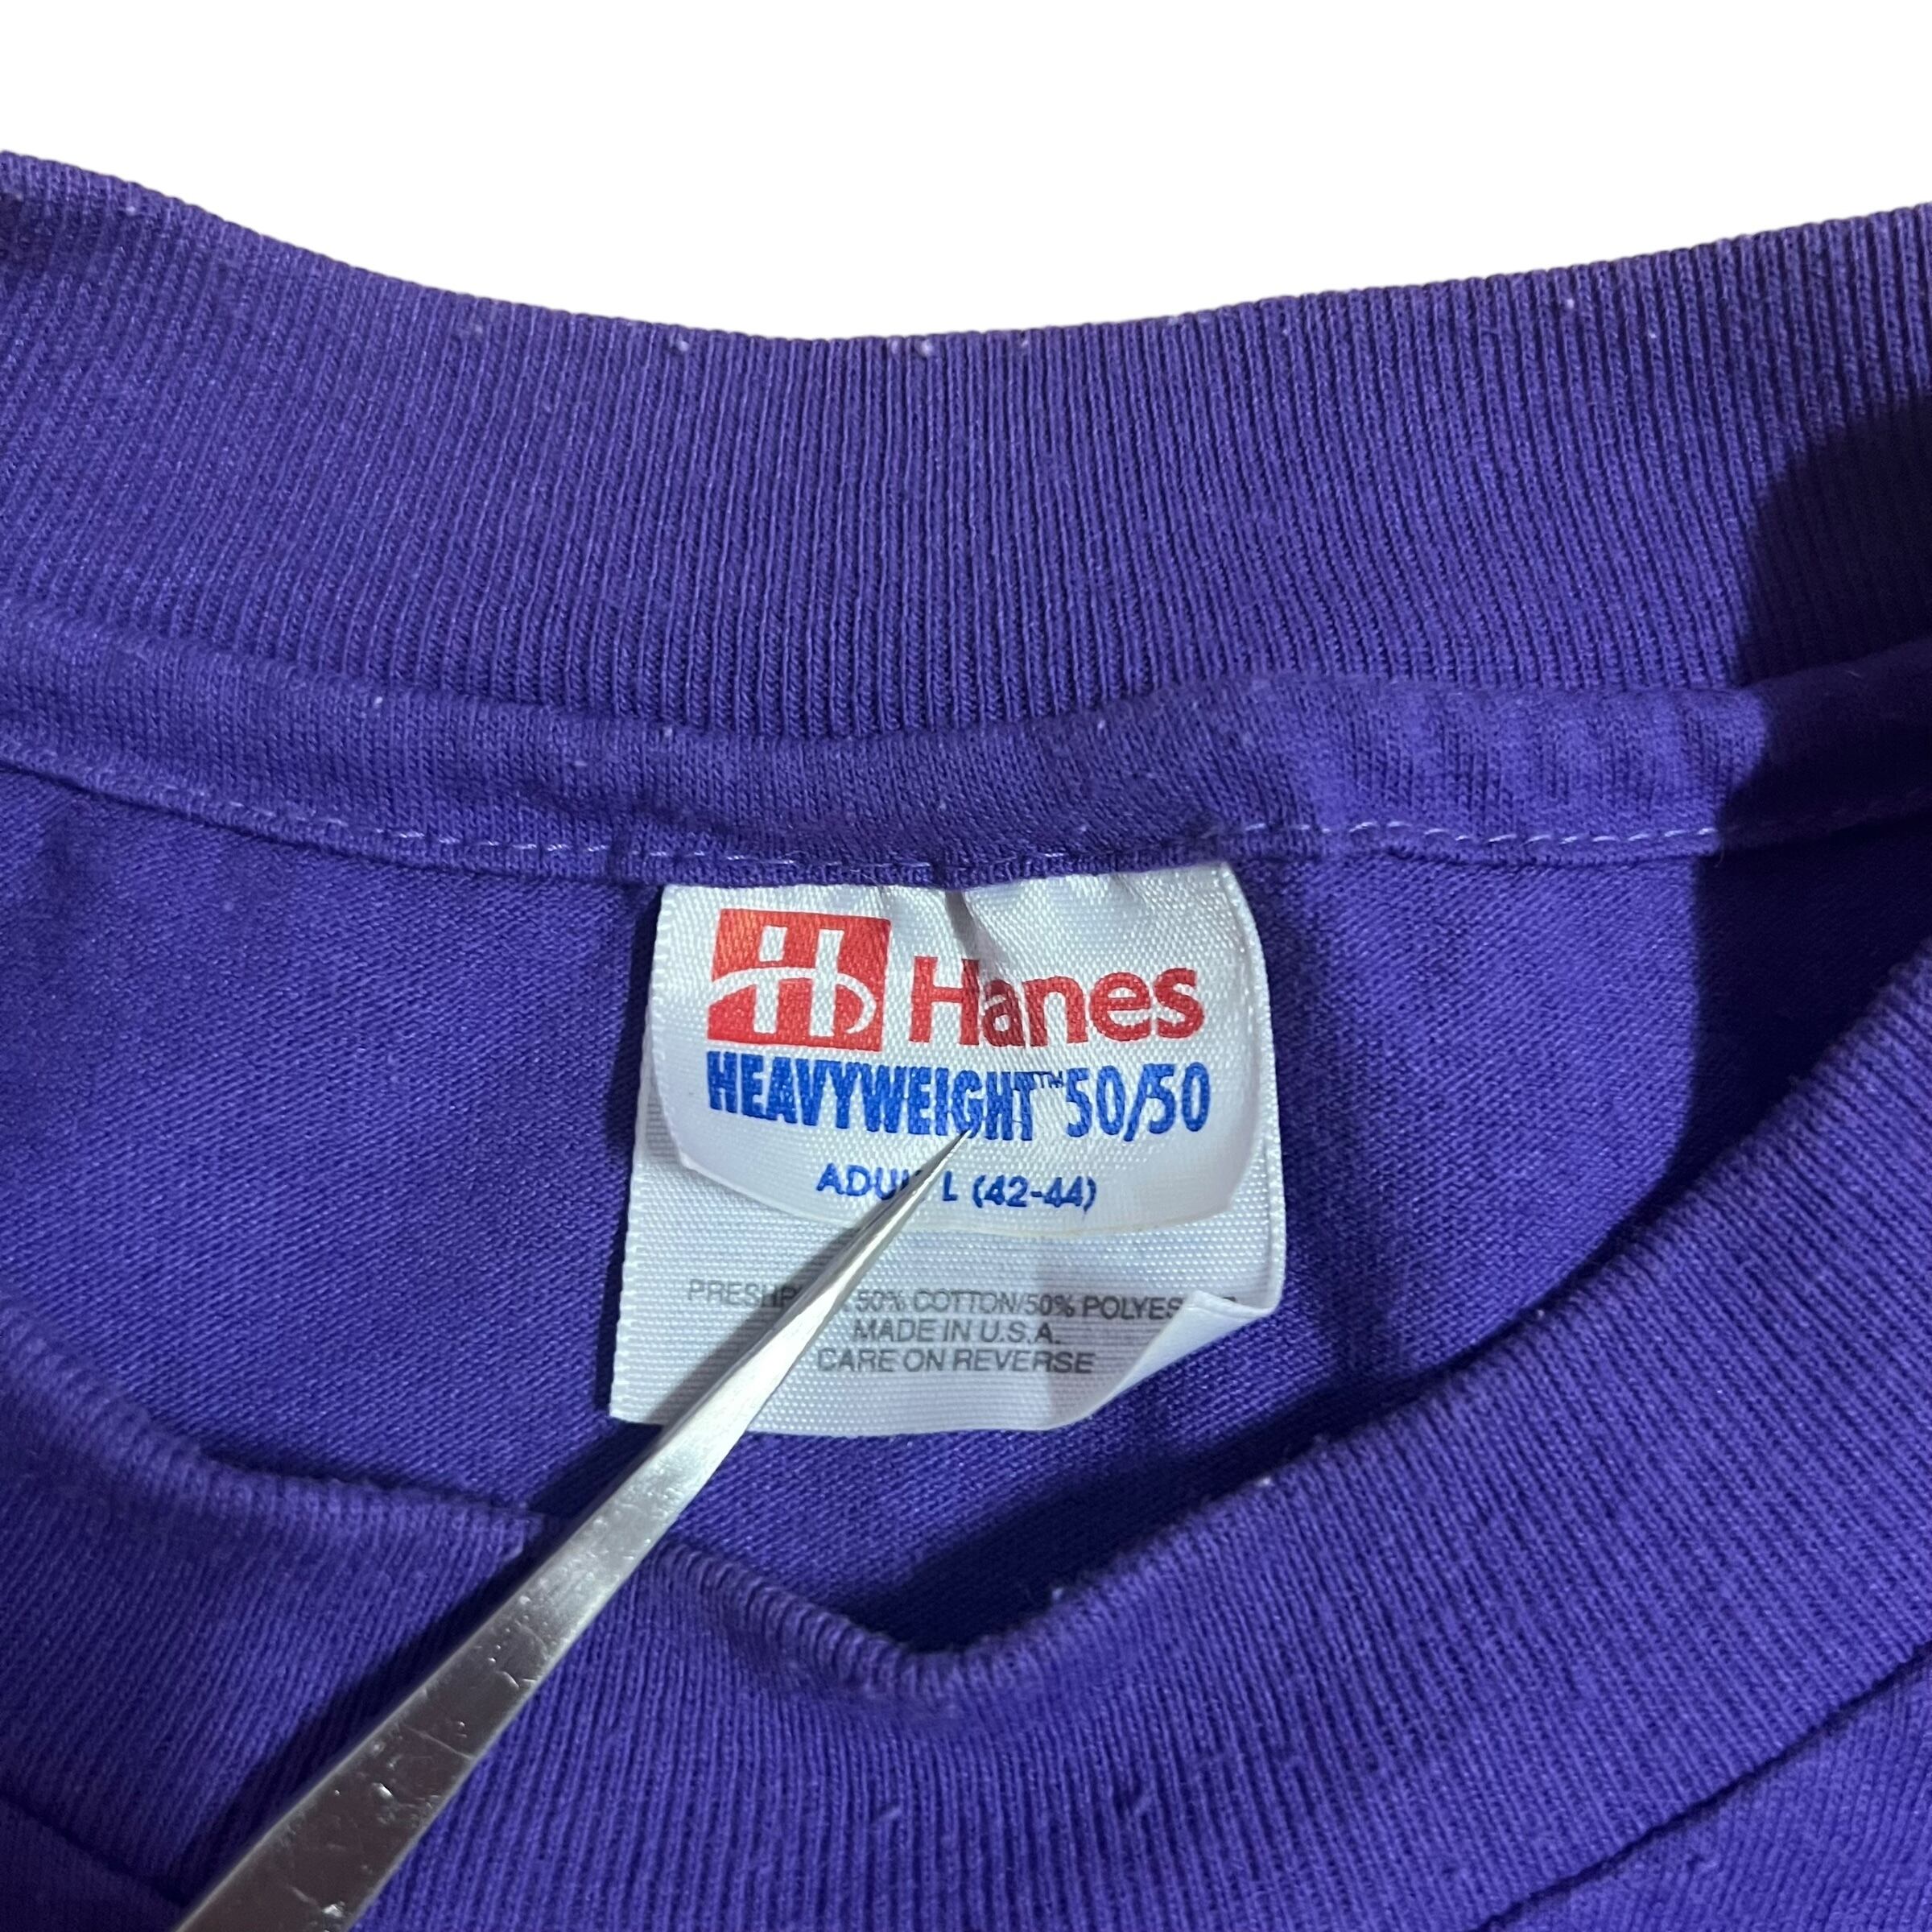 Hanes
HEAVYWEIGHT™ 50/50
L (42-44)
50% COTTON/50%
MADE IN U.S.A.
CARE ON REVERSE